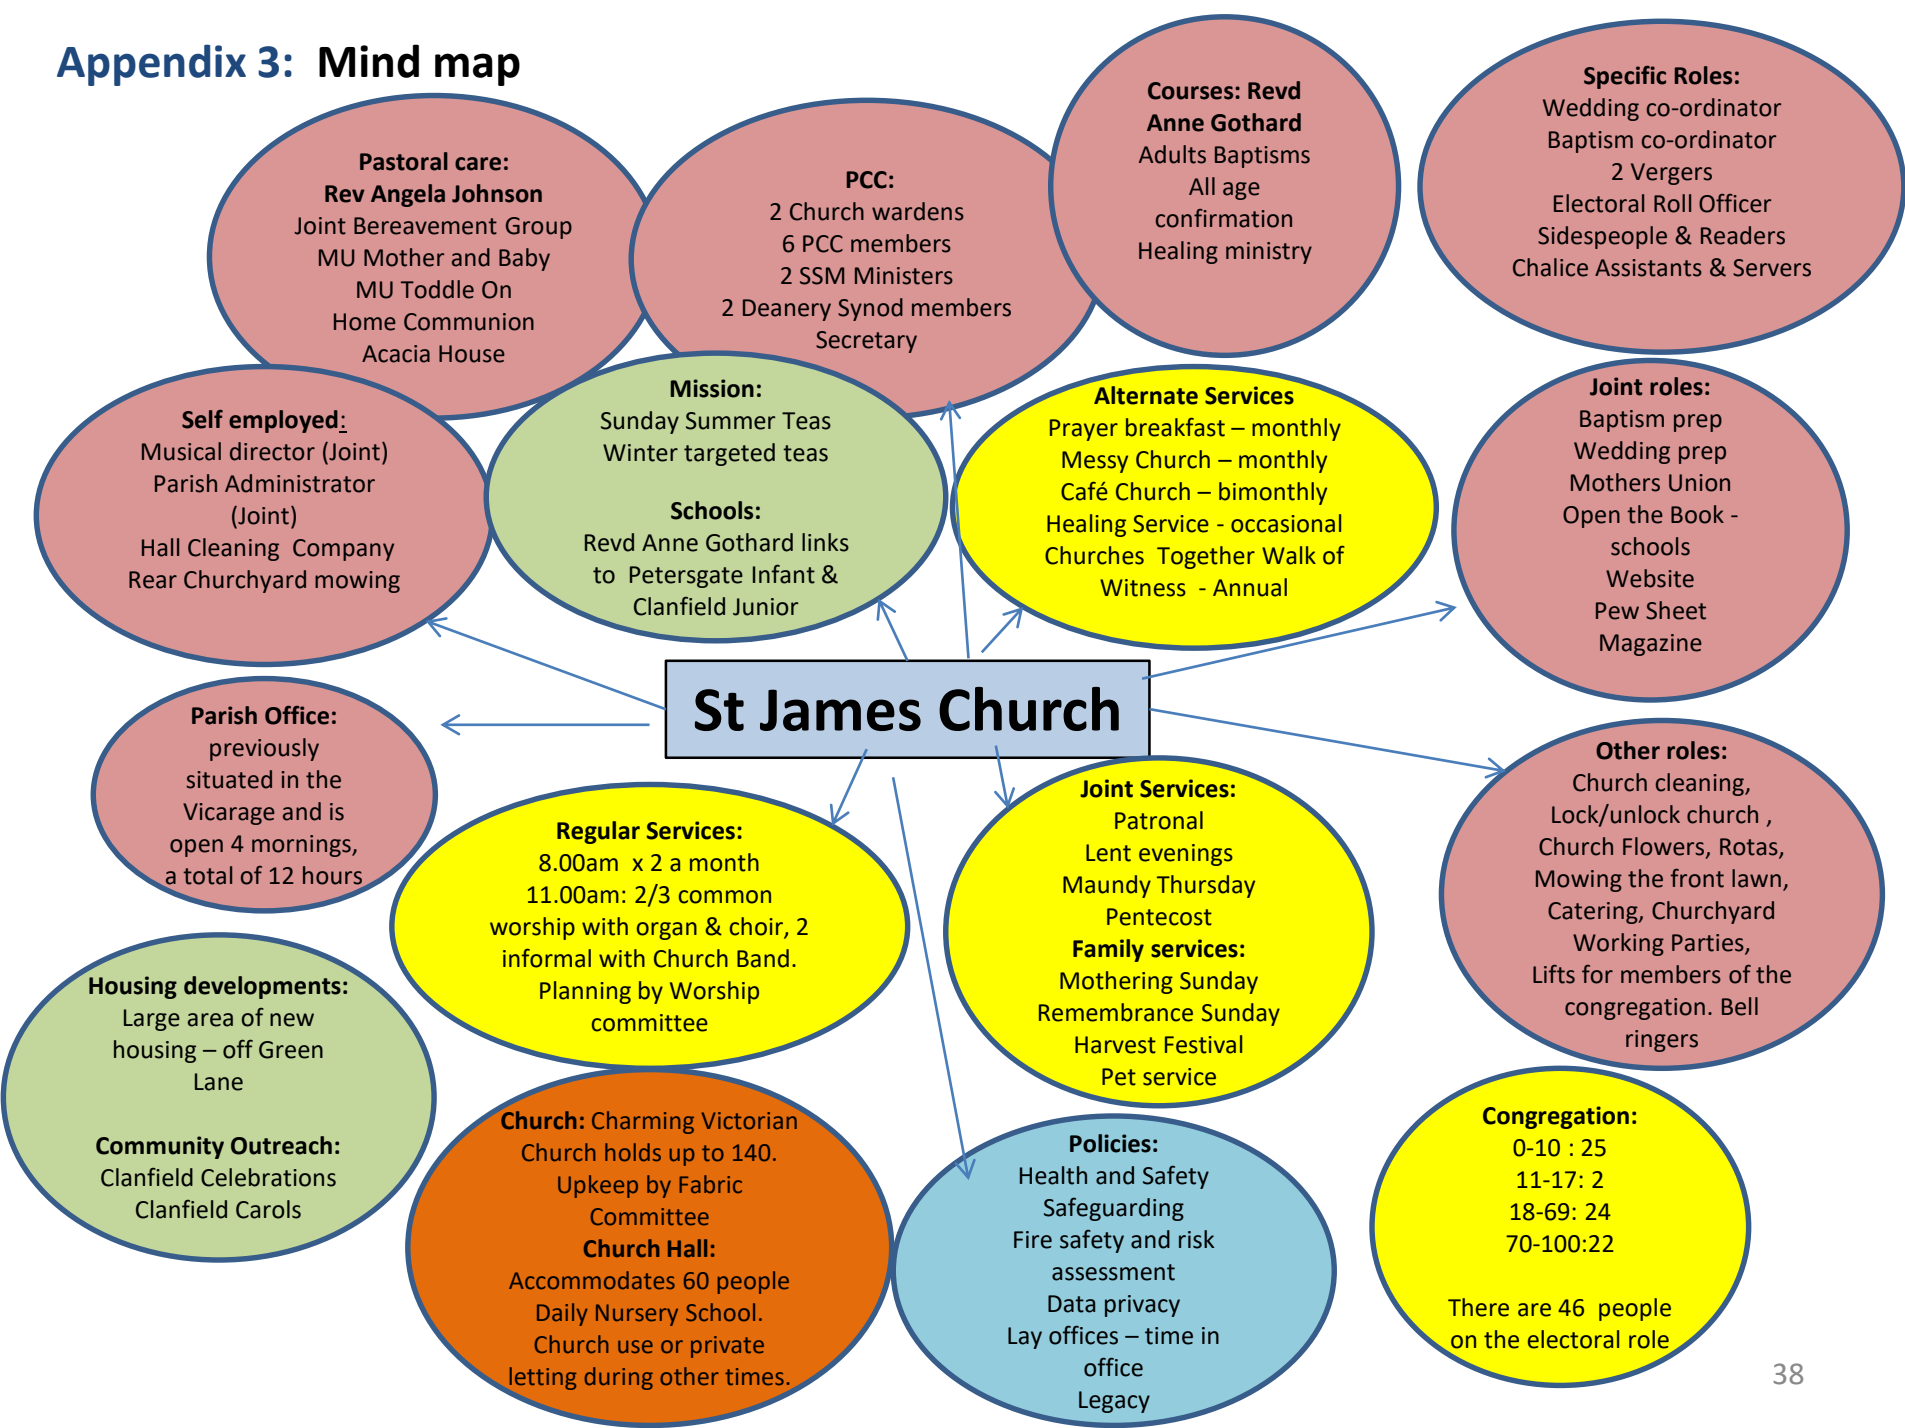 Appendix 3:  Mind map
Pastoral care:
Rev Angela Johnson
Joint Bereavement Group
MU Mother and Baby
MU Toddle On
Home Communion
Acacia House
PCC:
2 Church wardens
6 PCC members
2 SSM Ministers
2 Deanery Synod members
Secretary
Courses: Revd
Anne Gothard
Adults Baptisms
All age
confirmation
Healing ministry
Specific Roles:
Wedding co-ordinator
Baptism co-ordinator
2 Vergers
Electoral Roll Officer
Sidespeople & Readers
Chalice Assistants & Servers
Self employed:
Musical director (Joint)
Parish Administrator
(Joint)
Hall Cleaning  Company
Rear Churchyard mowing
Mission:
Sunday Summer Teas
Winter targeted teas
Schools:
Revd Anne Gothard links
to  Petersgate Infant &
Clanfield Junior
Alternate Services
Prayer breakfast – monthly
Messy Church – monthly
Café Church – bimonthly
Healing Service - occasional
Churches  Together Walk of
Witness  - Annual
Joint roles:
Baptism prep
Wedding prep
Mothers Union
Open the Book -
schools
Website
Pew Sheet
Magazine
St James Church
Parish Office:
previously
situated in the
Vicarage and is
open 4 mornings,
a total of 12 hours
Regular Services:
8.00am  x 2 a month
11.00am: 2/3 common
worship with organ & choir, 2
informal with Church Band.
Planning by Worship
committee
Joint Services:
Patronal
Lent evenings
Maundy Thursday
Pentecost
Family services:
Mothering Sunday
Remembrance Sunday
Harvest Festival
Pet service
Other roles:
Church cleaning,
Lock/unlock church ,
Church Flowers, Rotas,
Mowing the front lawn,
Catering, Churchyard
Working Parties,
Lifts for members of the
congregation. Bell
ringers
Housing developments:
Large area of new
housing – off Green
Lane
Community Outreach:
Clanfield Celebrations
Clanfield Carols
Church: Charming Victorian
Church holds up to 140.
Upkeep by Fabric
Committee
Church Hall:
Accommodates 60 people
Daily Nursery School.
Church use or private
letting during other times.
Policies:
Health and Safety
Safeguarding
Fire safety and risk
assessment
Data privacy
Lay offices – time in
office
Legacy
Congregation:
0-10 : 25
11-17: 2
18-69: 24
70-100:22
There are 46  people
on the electoral role
38